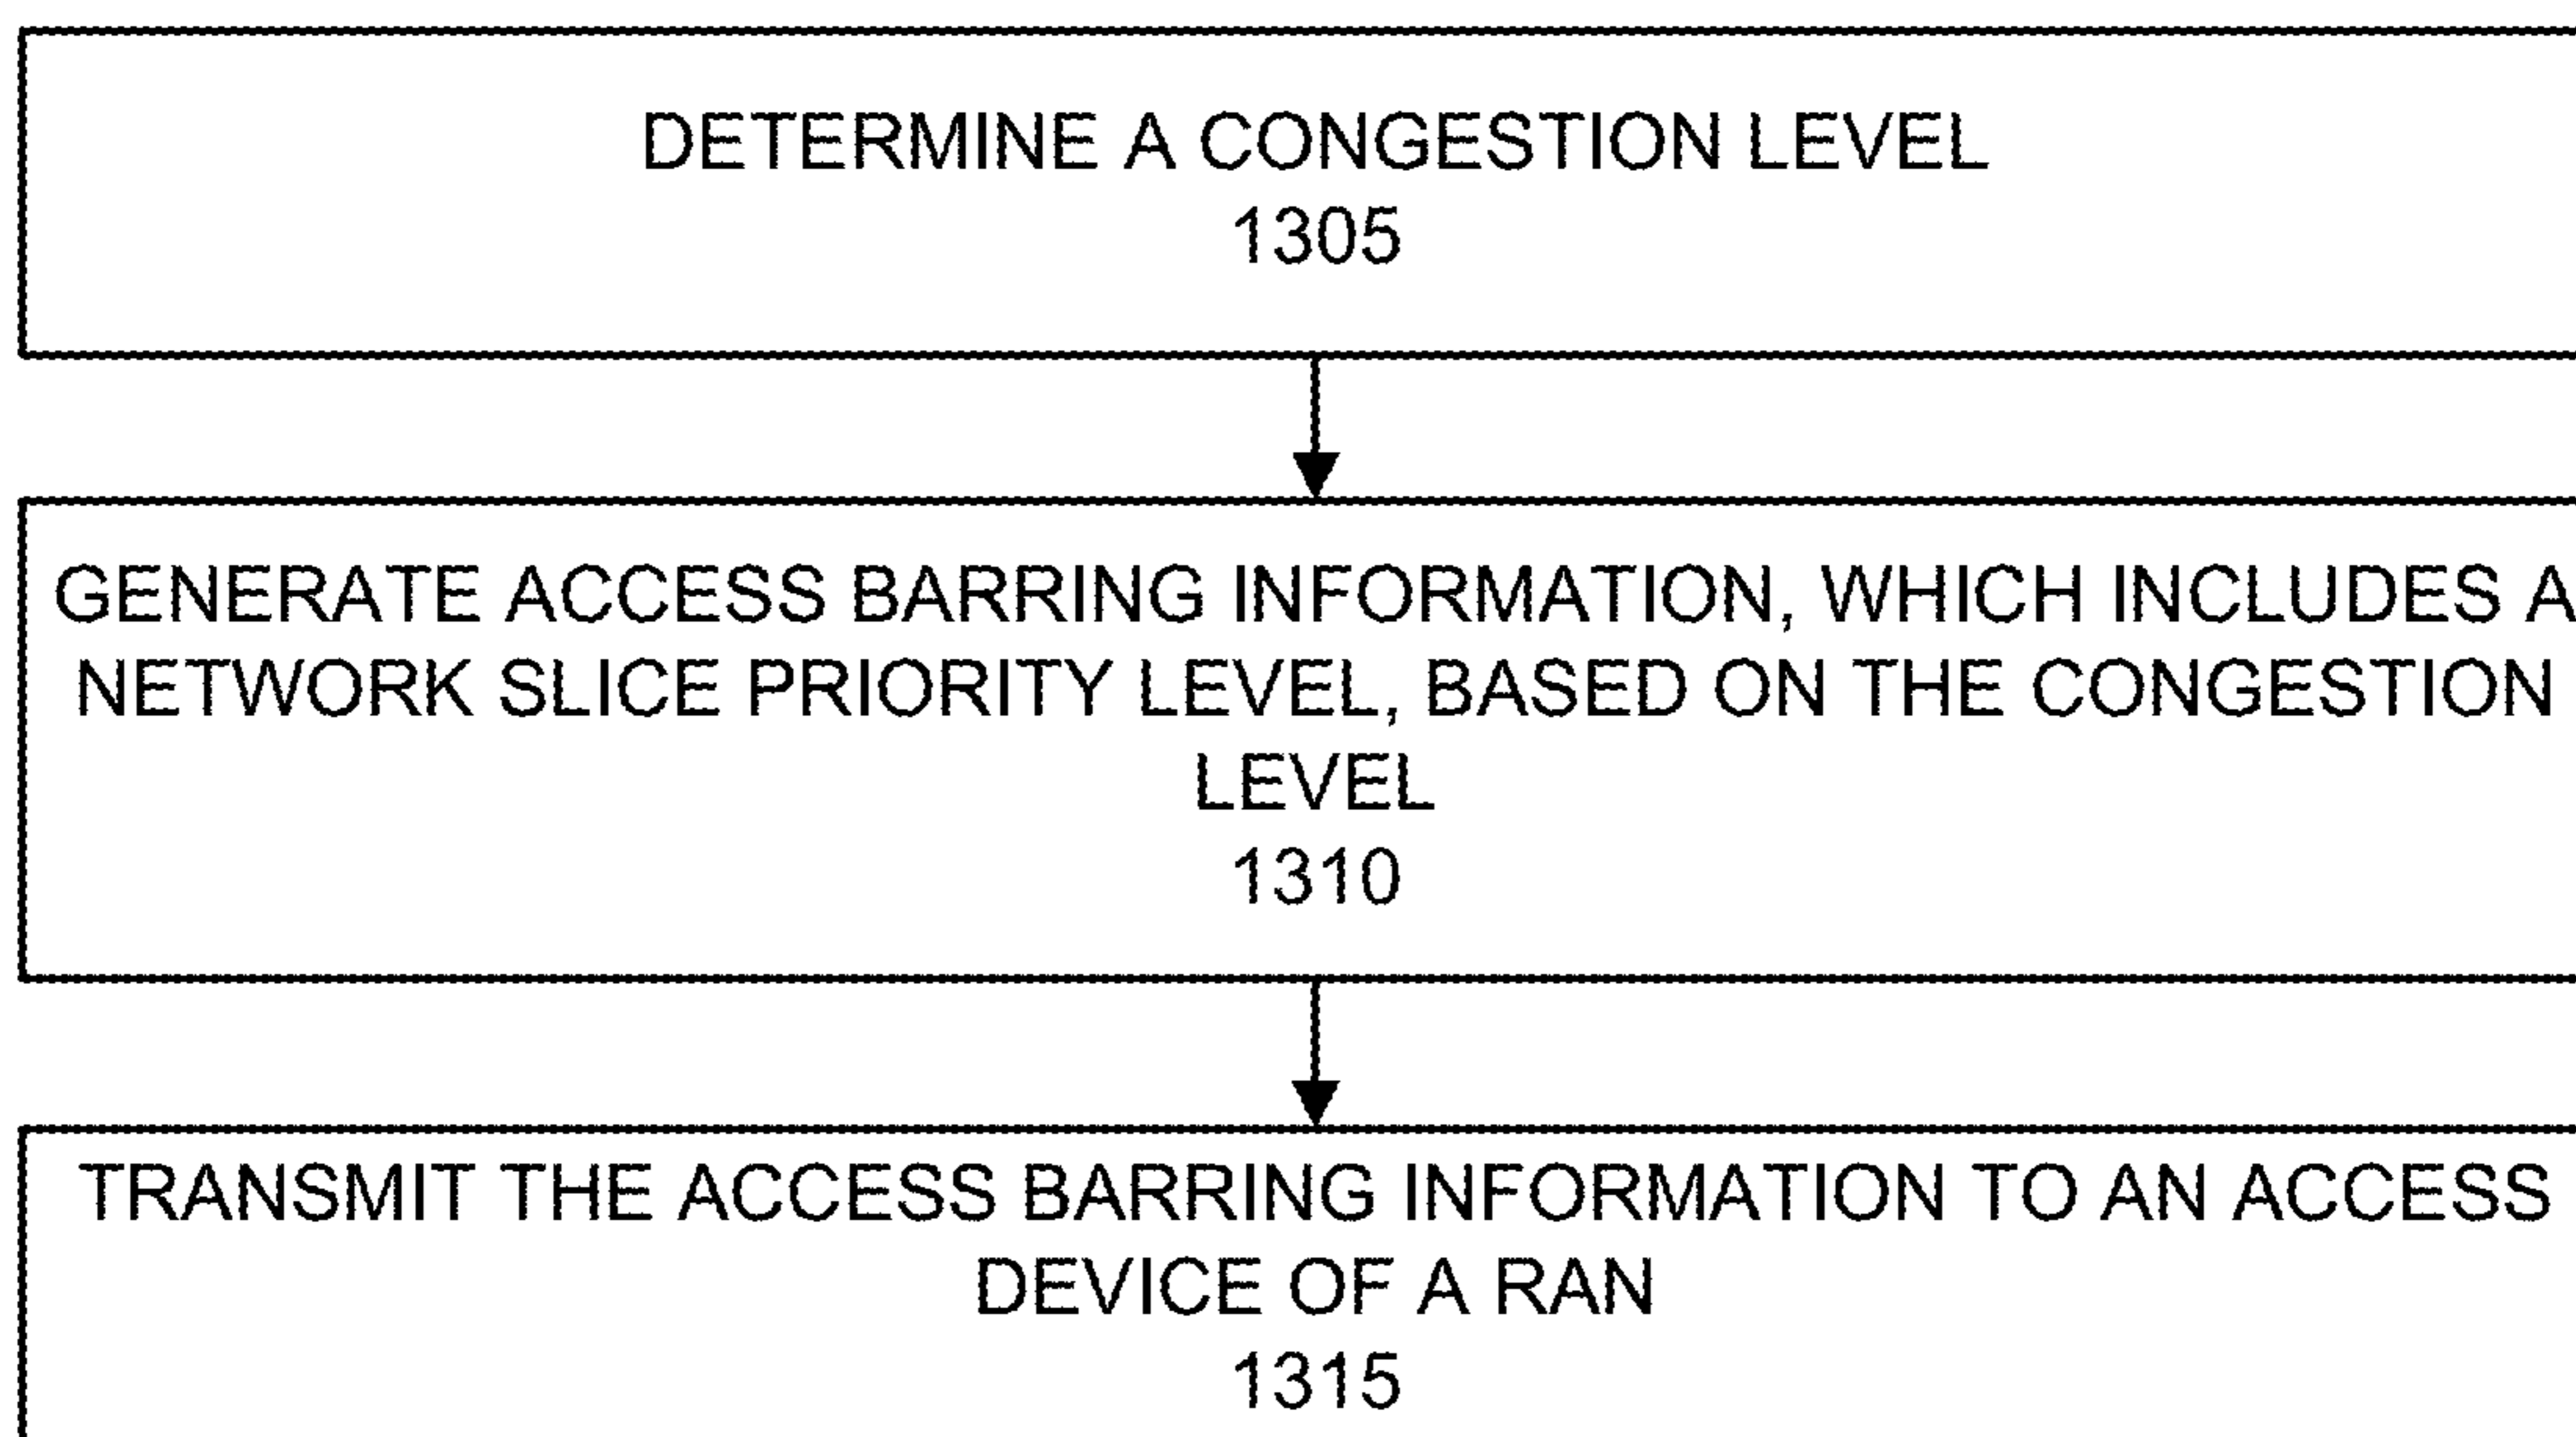 DETERMINE A CONGESTION LEVEL
1305
GENERATE ACCESS BARRING INFORMATION, WHICH INCLUDES A
NETWORK SLICE PRIORITY LEVEL, BASED ON THE CONGESTION
LEVEL
1310
TRANSMIT THE ACCESS BARRING INFORMATION TO AN ACCESS
DEVICE OF A RAN
1315